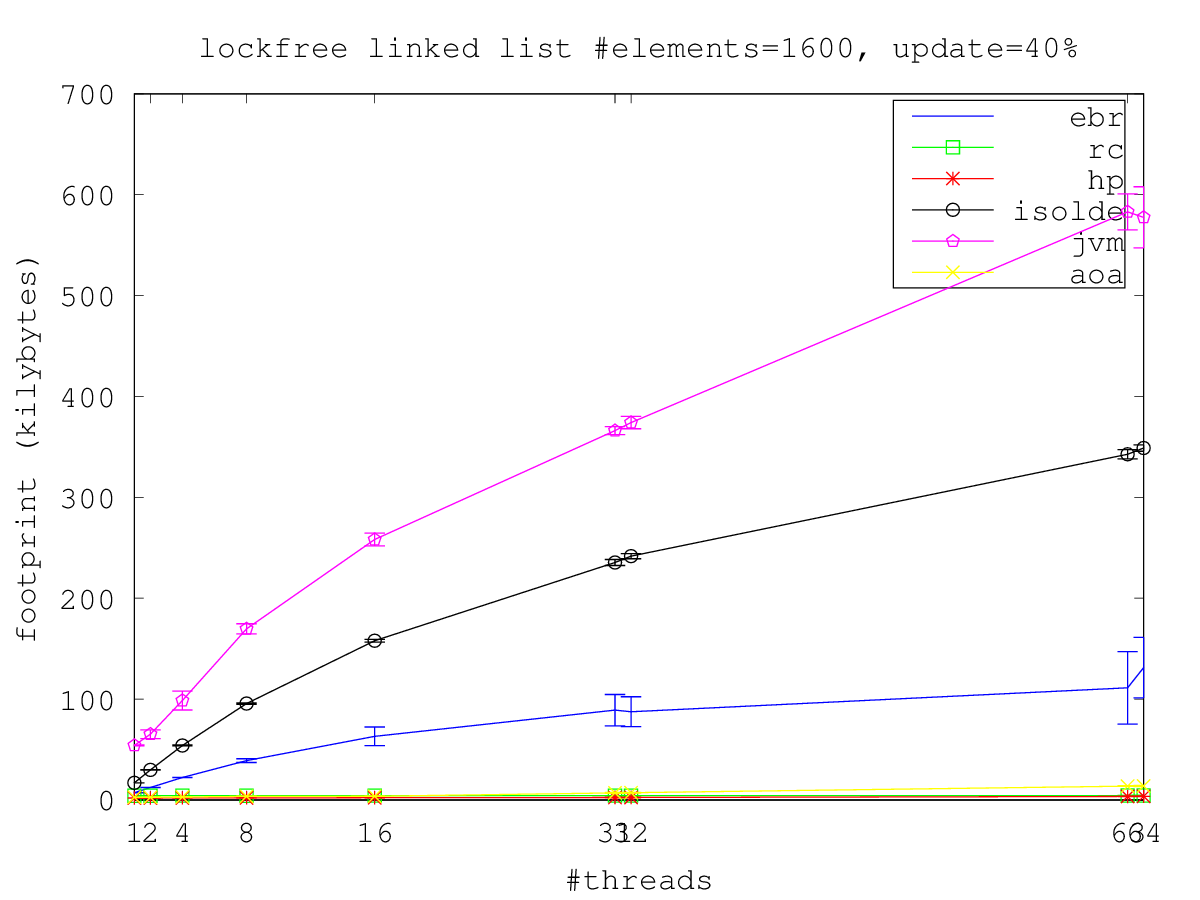 lockfree linked list #elements=1600, update=40%
700
600
500
400
300
200
100
0
footprint (kilybytes)
ebr
rc
hp
isolde
jvm
aoa
1 2 4 8 16 31 32 63 64
#threads